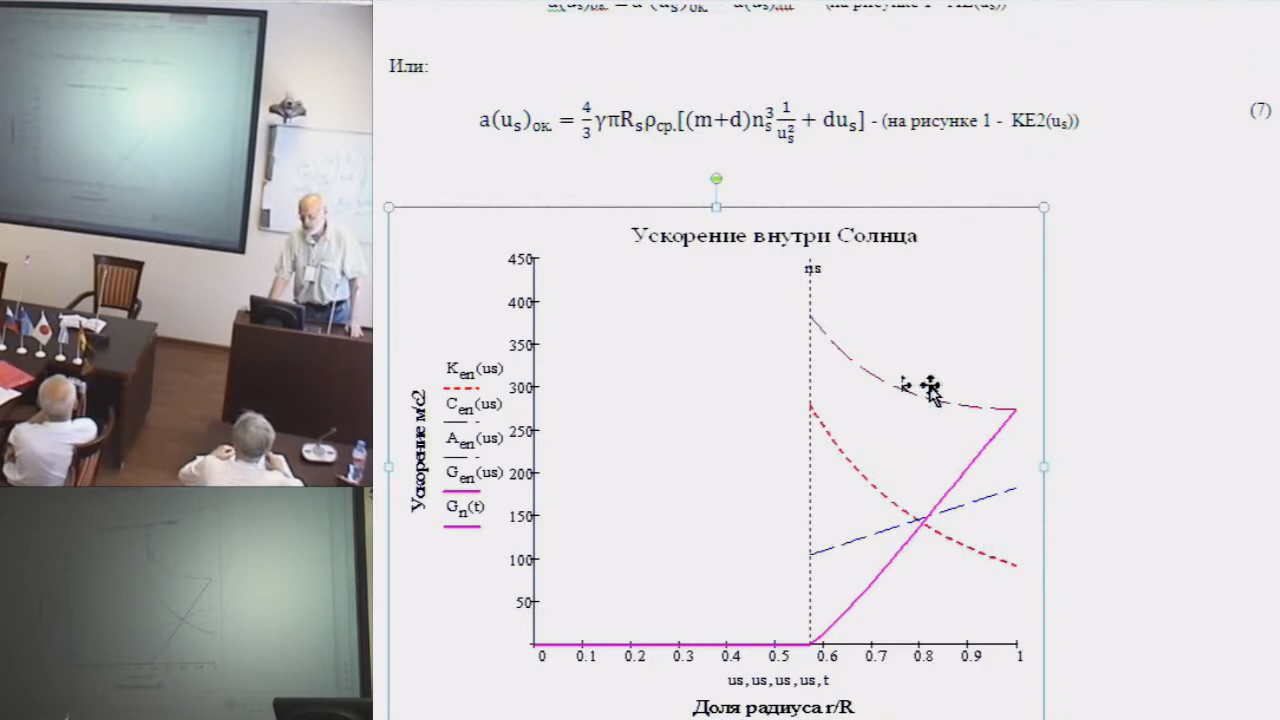 Или:
a(uₛ)ок. = 4/3 γπRₛρср.[(m+d)nₛ³ 1/uₛ² + duₛ] - (на рисунке 1 - KE2(uₛ))
(7)
Ускорение внутри Солнца
ns
450
400
350
300
250
200
150
100
50
Ускорение м/с2
Ken(us)
Cen(us)
Aen(us)
Gen(us)
Gn(t)
0 0.1 0.2 0.3 0.4 0.5 0.6 0.7 0.8 0.9 1
us,us,us,us,t
Доля радиуса r/R